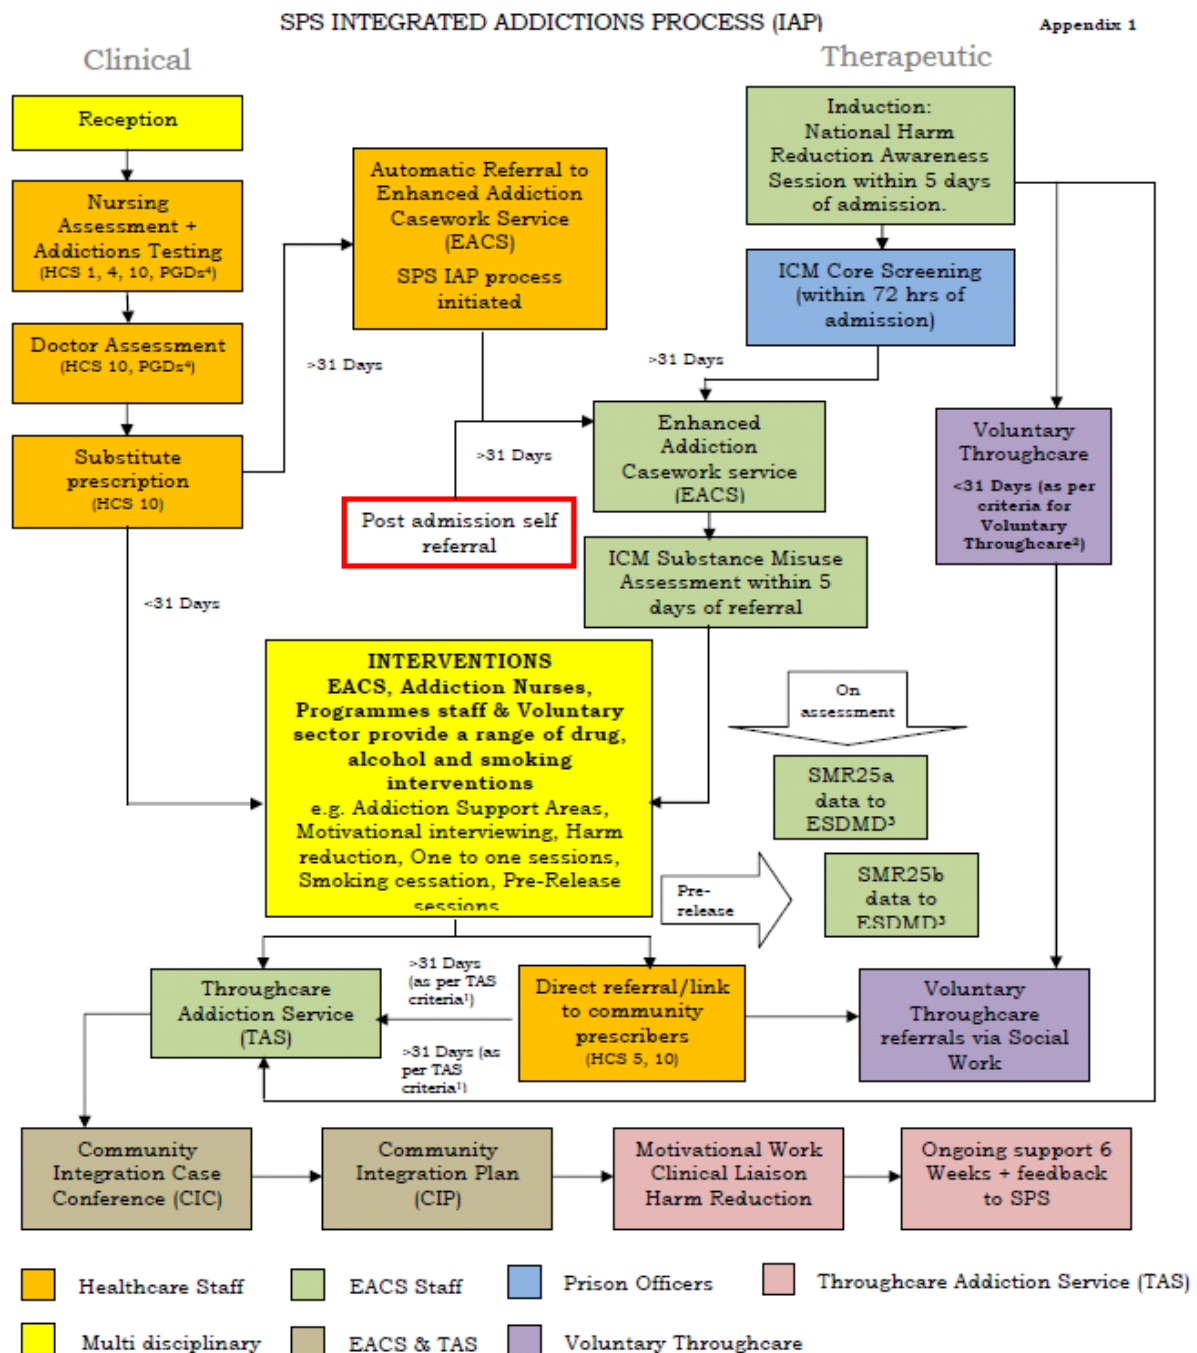 SPS INTEGRATED ADDICTIONS PROCESS (IAP)
Appendix 1
Clinical
Therapeutic
Reception
Nursing
Assessment +
Addictions Testing
(HCS 1, 4, 10, PGDs⁴)
Doctor Assessment
(HCS 10, PGDs⁴)
Substitute
prescription
(HCS 10)
>31 Days
<31 Days
Automatic Referral to
Enhanced Addiction
Casework Service
(EACS)
SPS IAP process
initiated
>31 Days
Post admission self
referral
Induction:
National Harm
Reduction Awareness
Session within 5 days
of admission.
ICM Core Screening
(within 72 hrs of
admission)
>31 Days
Enhanced
Addiction
Casework service
(EACS)
ICM Substance Misuse
Assessment within 5
days of referral
Voluntary
Throughcare
<31 Days (as per
criteria for
Voluntary
Throughcare²)
INTERVENTIONS
EACS, Addiction Nurses,
Programmes staff & Voluntary
sector provide a range of drug,
alcohol and smoking
interventions
e.g. Addiction Support Areas,
Motivational interviewing, Harm
reduction, One to one sessions,
Smoking cessation, Pre-Release
sessions
On
assessment
SMR25a
data to
ESDMD³
Pre-
release
SMR25b
data to
ESDMD³
Throughcare
Addiction Service
(TAS)
>31 Days
(as per TAS
criteria¹)
>31 Days (as
per TAS
criteria¹)
Direct referral/link
to community
prescribers
(HCS 5, 10)
Voluntary
Throughcare
referrals via Social
Work
Community
Integration Case
Conference (CIC)
Community
Integration Plan
(CIP)
Motivational Work
Clinical Liaison
Harm Reduction
Ongoing support 6
Weeks + feedback
to SPS
Healthcare Staff
EACS Staff
Prison Officers
Throughcare Addiction Service (TAS)
Multi disciplinary
EACS & TAS
Voluntary Throughcare